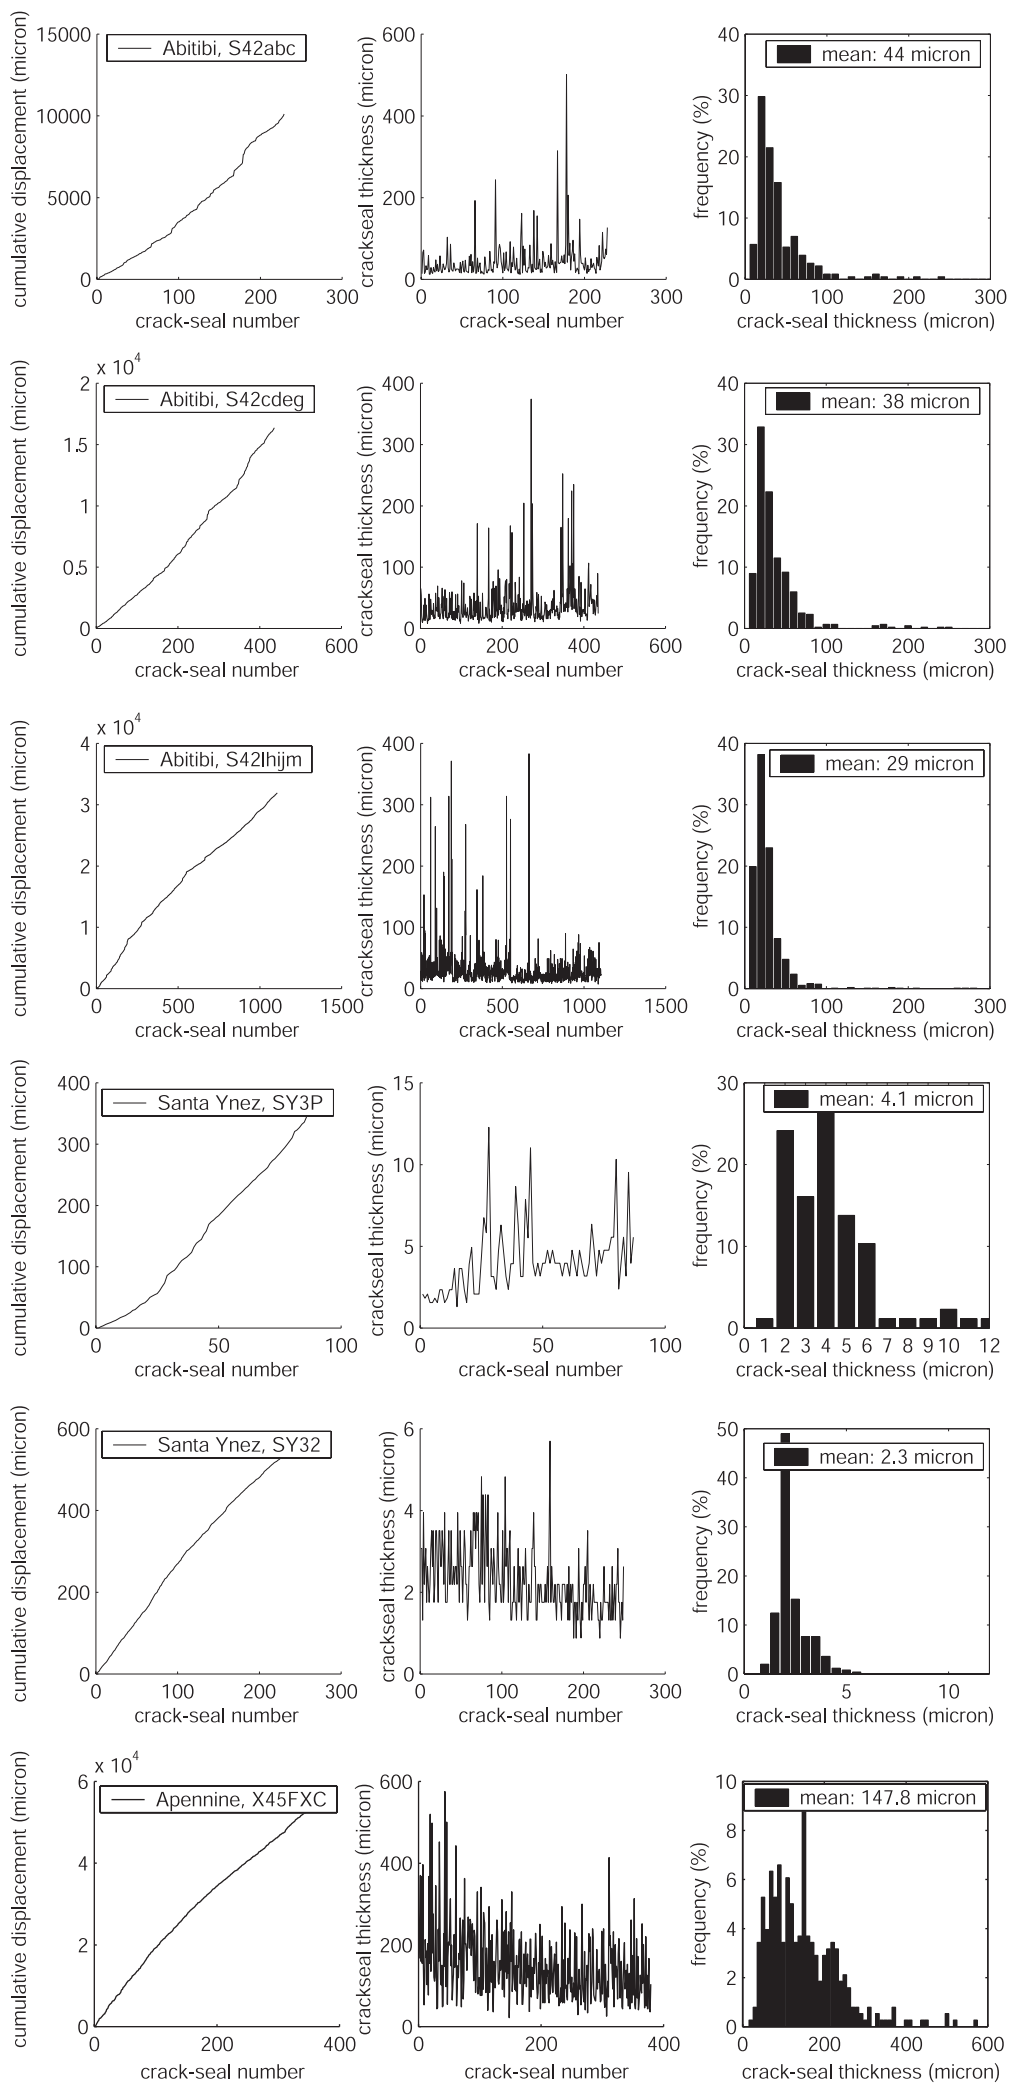 cumulative displacement (micron)
15000
10000
5000
0
Abitibi, S42abc
0 100 200 300
crack-seal number
crackseal thickness (micron)
600
400
200
0
0 100 200 300
crack-seal number
frequency (%)
40
30
20
10
0
mean: 44 micron
0 100 200 300
crack-seal thickness (micron)
cumulative displacement (micron)
x 10^4
2
1.5
1
0.5
0
Abitibi, S42cdeg
0 200 400 600
crack-seal number
crackseal thickness (micron)
400
300
200
100
0
0 200 400 600
crack-seal number
frequency (%)
40
30
20
10
0
mean: 38 micron
0 100 200 300
crack-seal thickness (micron)
cumulative displacement (micron)
x 10^4
4
3
2
1
0
Abitibi, S42lhijm
0 500 1000 1500
crack-seal number
crackseal thickness (micron)
400
300
200
100
0
0 500 1000 1500
crack-seal number
frequency (%)
40
30
20
10
0
mean: 29 micron
0 100 200 300
crack-seal thickness (micron)
cumulative displacement (micron)
400
300
200
100
0
Santa Ynez, SY3P
0 50 100
crack-seal number
crackseal thickness (micron)
15
10
5
0
0 50 100
crack-seal number
frequency (%)
30
20
10
0
mean: 4.1 micron
0 1 2 3 4 5 6 7 8 9 10 12
crack-seal thickness (micron)
cumulative displacement (micron)
600
400
200
0
Santa Ynez, SY32
0 100 200 300
crack-seal number
crackseal thickness (micron)
6
4
2
0
0 100 200 300
crack-seal number
frequency (%)
50
40
30
20
10
0
mean: 2.3 micron
5 10
crack-seal thickness (micron)
cumulative displacement (micron)
x 10^4
6
4
2
0
Apennine, X45FXC
0 200 400
crack-seal number
crackseal thickness (micron)
600
400
200
0
0 200 400
crack-seal number
frequency (%)
10
8
6
4
2
0
mean: 147.8 micron
0 200 400 600
crack-seal thickness (micron)